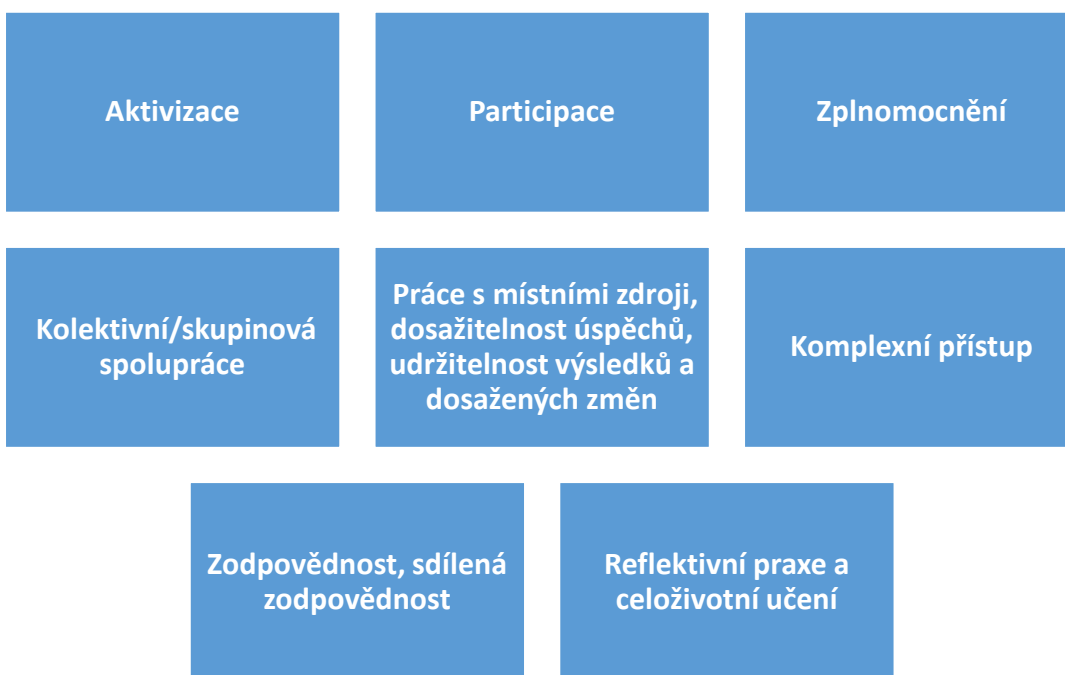 Aktivizace
Participace
Zplnomocnění
Kolektivní/skupinová
spolupráce
Práce s místními zdroji,
dosažitelnost úspěchů,
udržitelnost výsledků a
dosažených změn
Komplexní přístup
Zodpovědnost, sdílená
zodpovědnost
Reflektivní praxe a
celoživotní učení